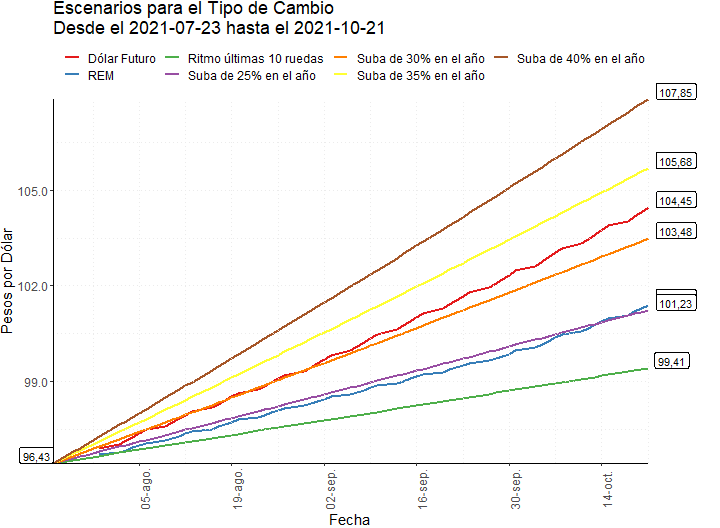 Escenarios para el Tipo de Cambio
Desde el 2021-07-23 hasta el 2021-10-21
Dólar Futuro
Ritmo últimas 10 ruedas
Suba de 30% en el año
Suba de 40% en el año
REM
Suba de 25% en el año
Suba de 35% en el año
107,85
105,68
105.0
104,45
103,48
Pesos por Dólar
102.0
101,23
99,41
99.0
96,43
05-ago.
19-ago.
02-sep.
16-sep.
30-sep.
14-oct.
Fecha